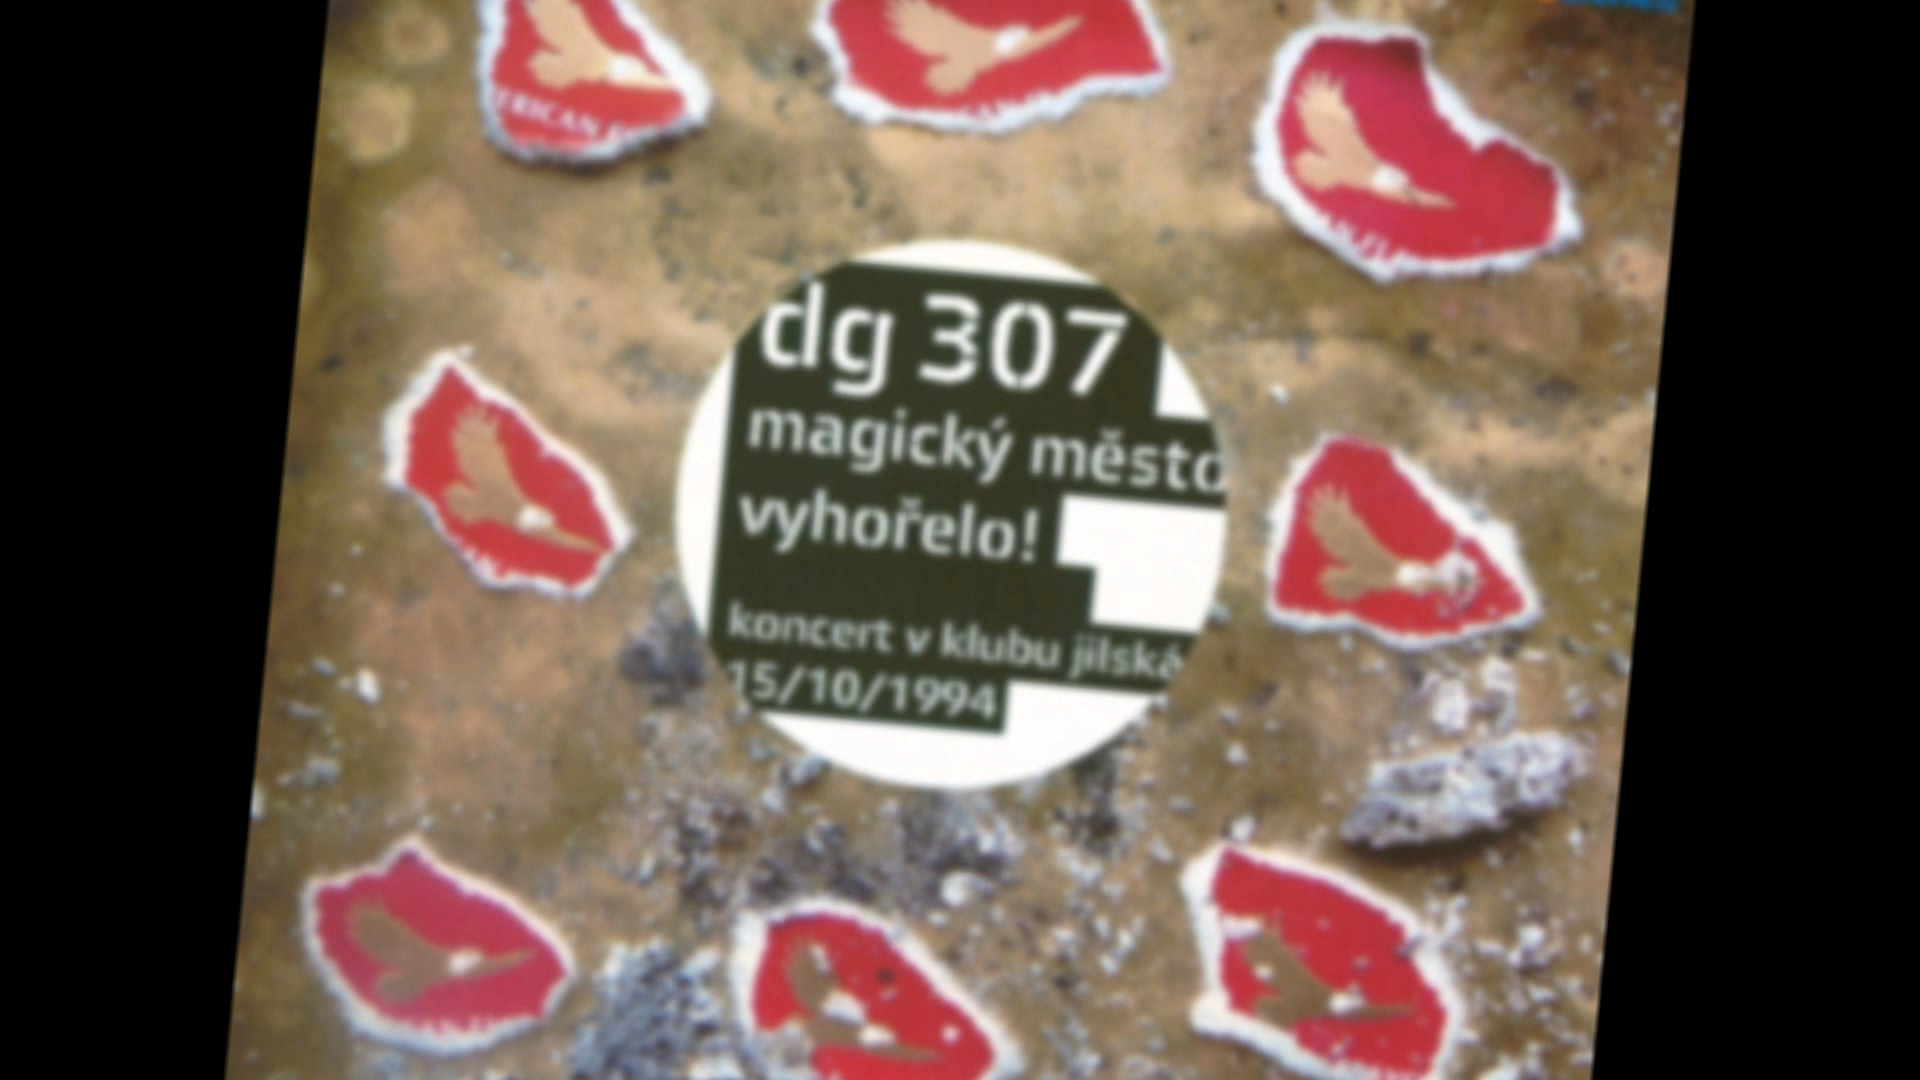 dg 307
magický město
vyhořelo!
koncert v klubu jilská
15/10/1994